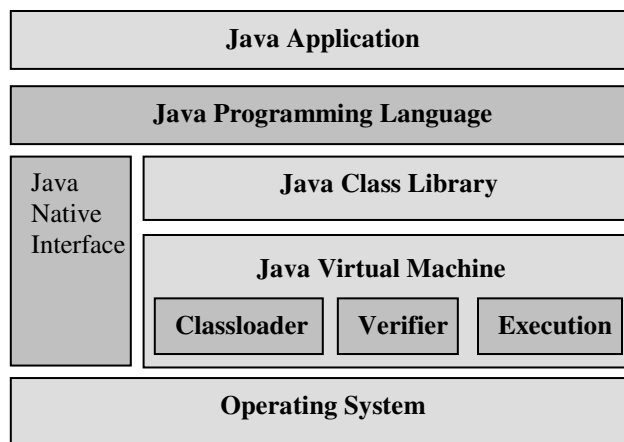 Java Application
Java Programming Language
Java
Native
Interface
Java Class Library
Java Virtual Machine
Classloader
Verifier
Execution
Operating System